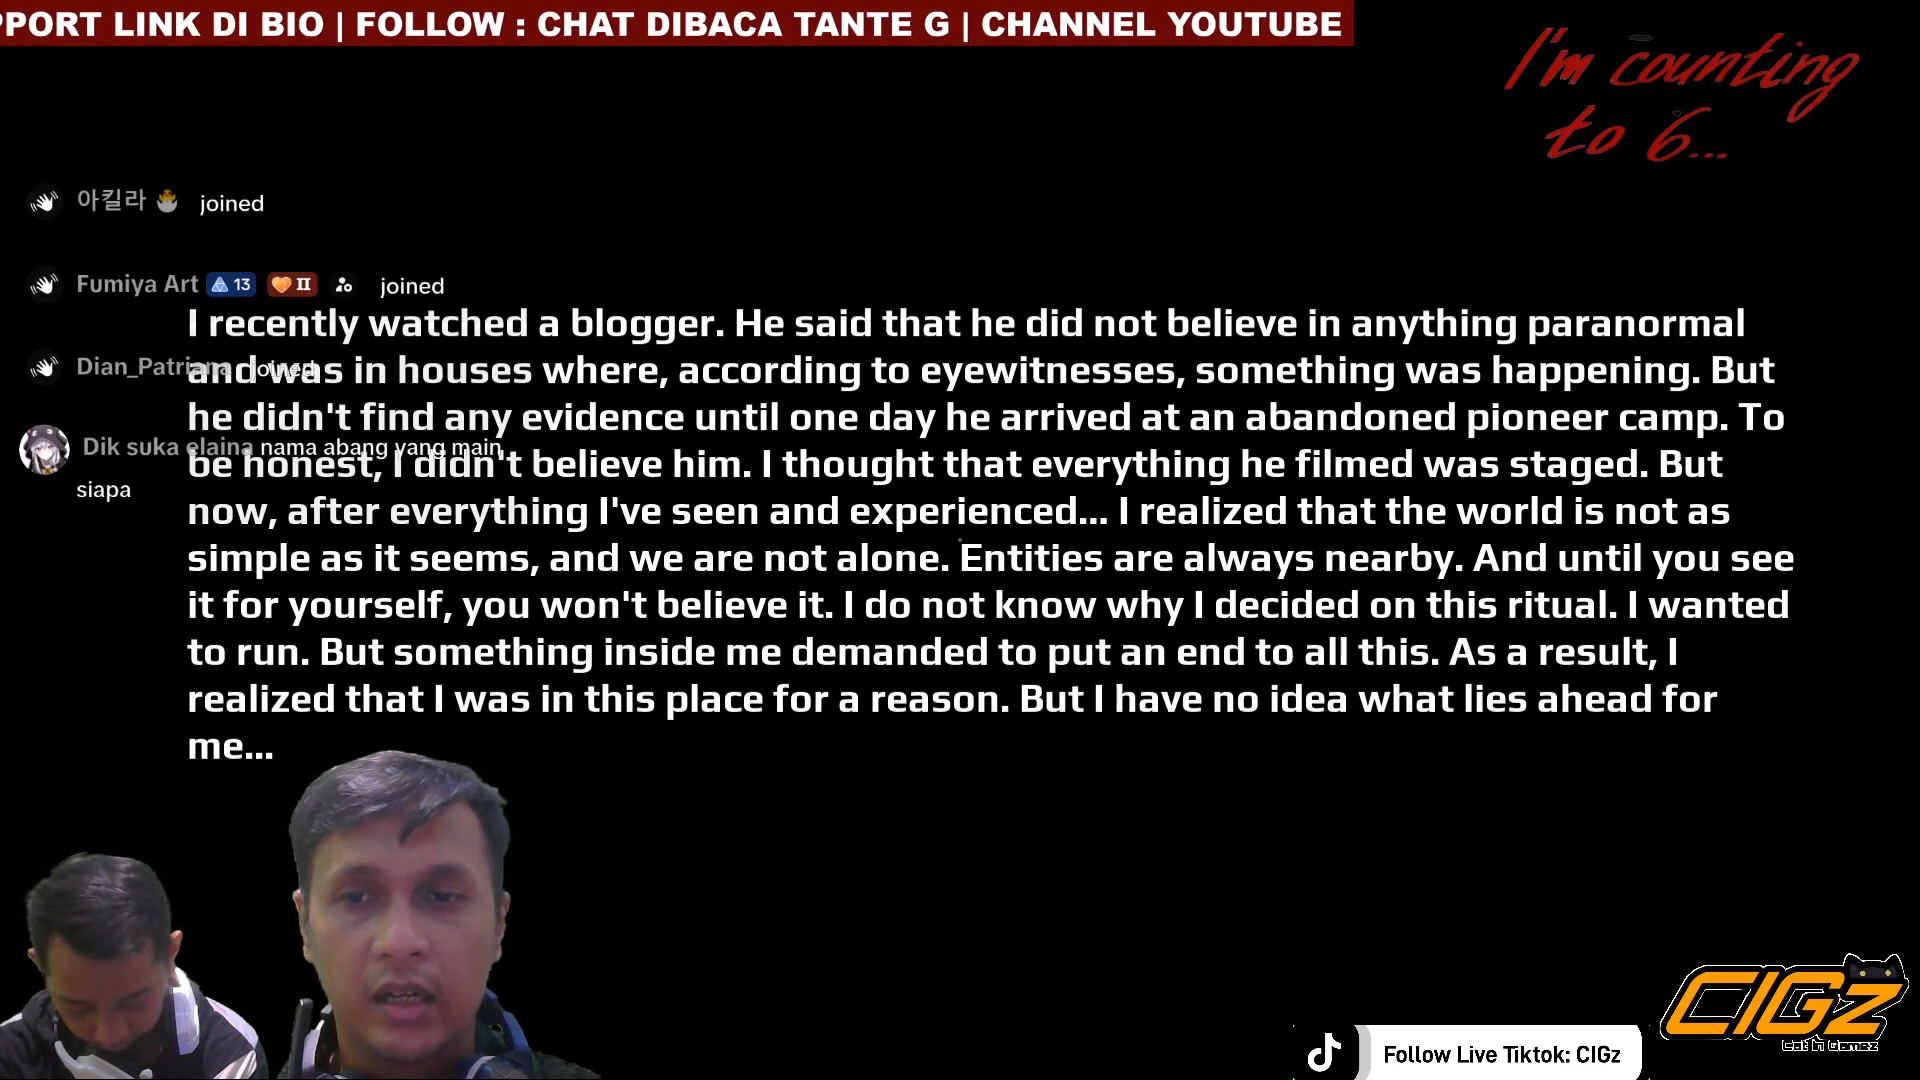 PPORT LINK DI BIO | FOLLOW : CHAT DIBACA TANTE G | CHANNEL YOUTUBE
I'm counting
to 6...
아킬라 joined
Fumiya Art 13 II joined
Dian_Patriana joined
Dik suka elaina nama abang yang main
siapa
I recently watched a blogger. He said that he did not believe in anything paranormal
and was in houses where, according to eyewitnesses, something was happening. But
he didn't find any evidence until one day he arrived at an abandoned pioneer camp. To
be honest, I didn't believe him. I thought that everything he filmed was staged. But
now, after everything I've seen and experienced... I realized that the world is not as
simple as it seems, and we are not alone. Entities are always nearby. And until you see
it for yourself, you won't believe it. I do not know why I decided on this ritual. I wanted
to run. But something inside me demanded to put an end to all this. As a result, I
realized that I was in this place for a reason. But I have no idea what lies ahead for
me...
CIGz
Cat in Gamez
Follow Live Tiktok: CIGz